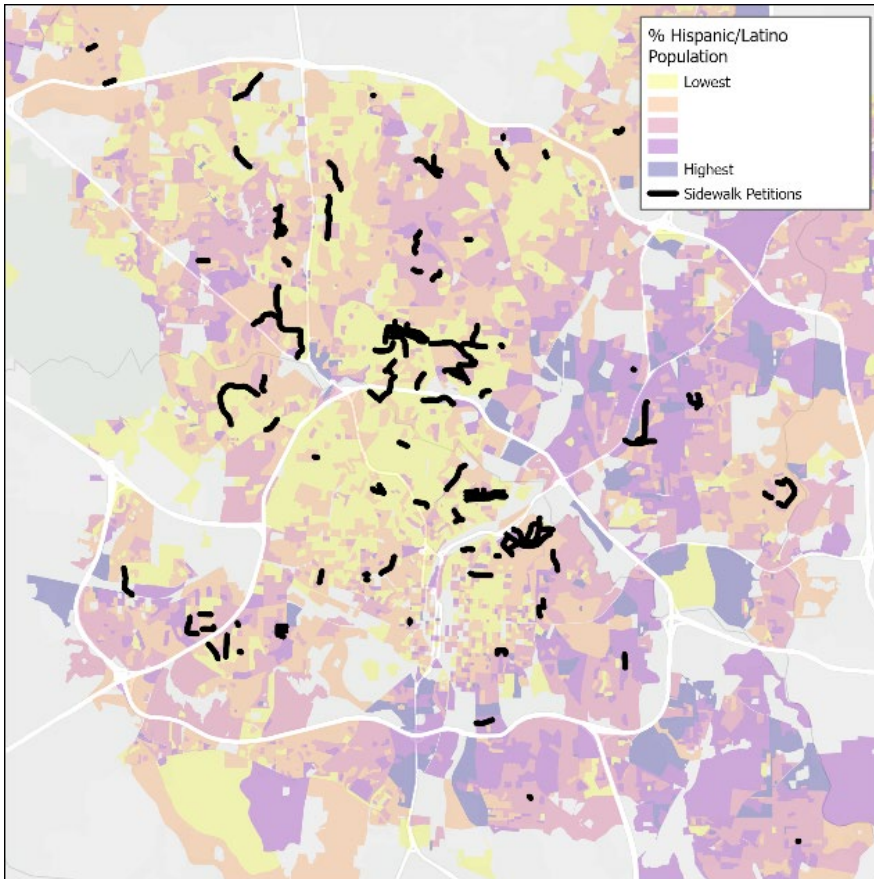 % Hispanic/Latino
Population
Lowest
Highest
Sidewalk Petitions